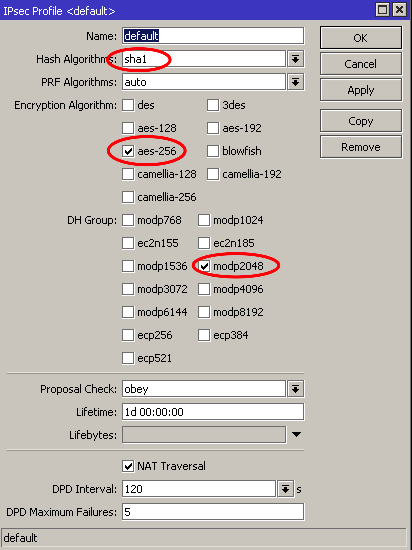 IPsec Profile <default>
Name: default
OK
Hash Algorithms: sha1
Cancel
PRF Algorithms: auto
Apply
Encryption Algorithm: des 3des
aes-128 aes-192
Copy
aes-256 blowfish
Remove
camellia-128 camellia-192
camellia-256
DH Group: modp768 modp1024
ec2n155 ec2n185
modp1536 modp2048
modp3072 modp4096
modp6144 modp8192
ecp256 ecp384
ecp521
Proposal Check: obey
Lifetime: 1d 00:00:00
Lifebytes:
NAT Traversal
DPD Interval: 120 s
DPD Maximum Failures: 5
default